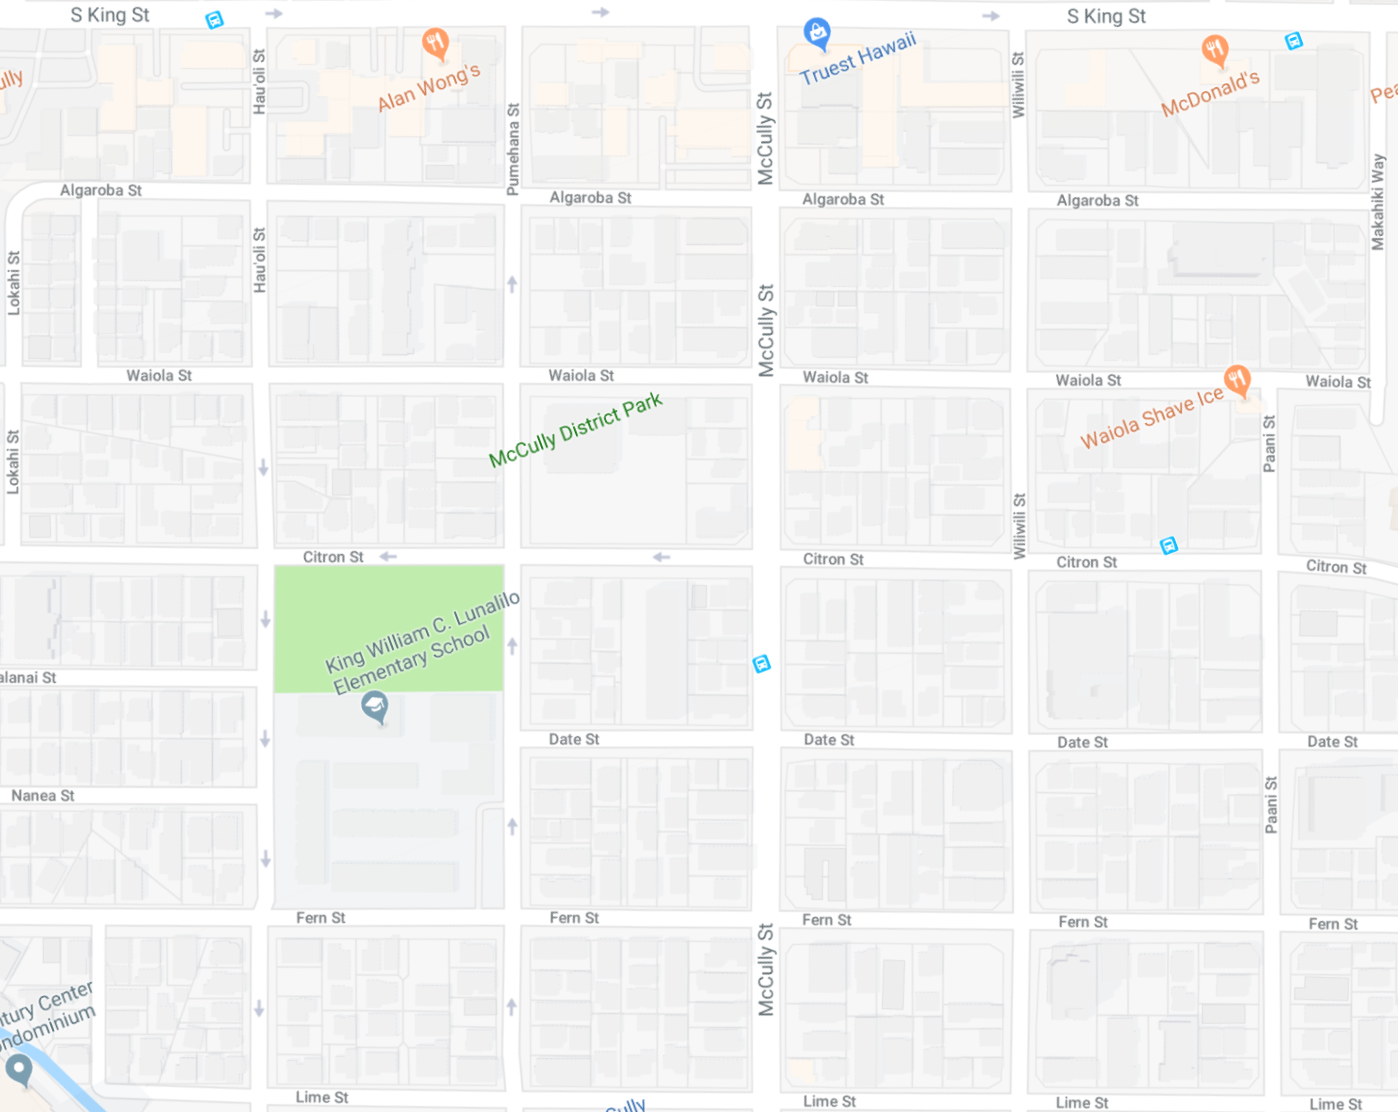 S King St
S King St
Hau'oli St
Alan Wong's
Pumehana St
McCully St
Truest Hawaii
Wiliwili St
McDonald's
Makahiki Way
Algaroba St
Algaroba St
Algaroba St
Algaroba St
Lokahi St
Hau'oli St
McCully St
Waiola St
Waiola St
Waiola St
Waiola St
Waiola St
Lokahi St
McCully District Park
Waiola Shave Ice
Paani St
Wiliwili St
Citron St
Citron St
Citron St
Citron St
King William C. Lunalilo
Elementary School
alanai St
Date St
Date St
Date St
Date St
Nanea St
Paani St
Fern St
Fern St
Fern St
Fern St
Fern St
McCully St
tury Center
ondominium
Lime St
Lime St
Lime St
Lime St